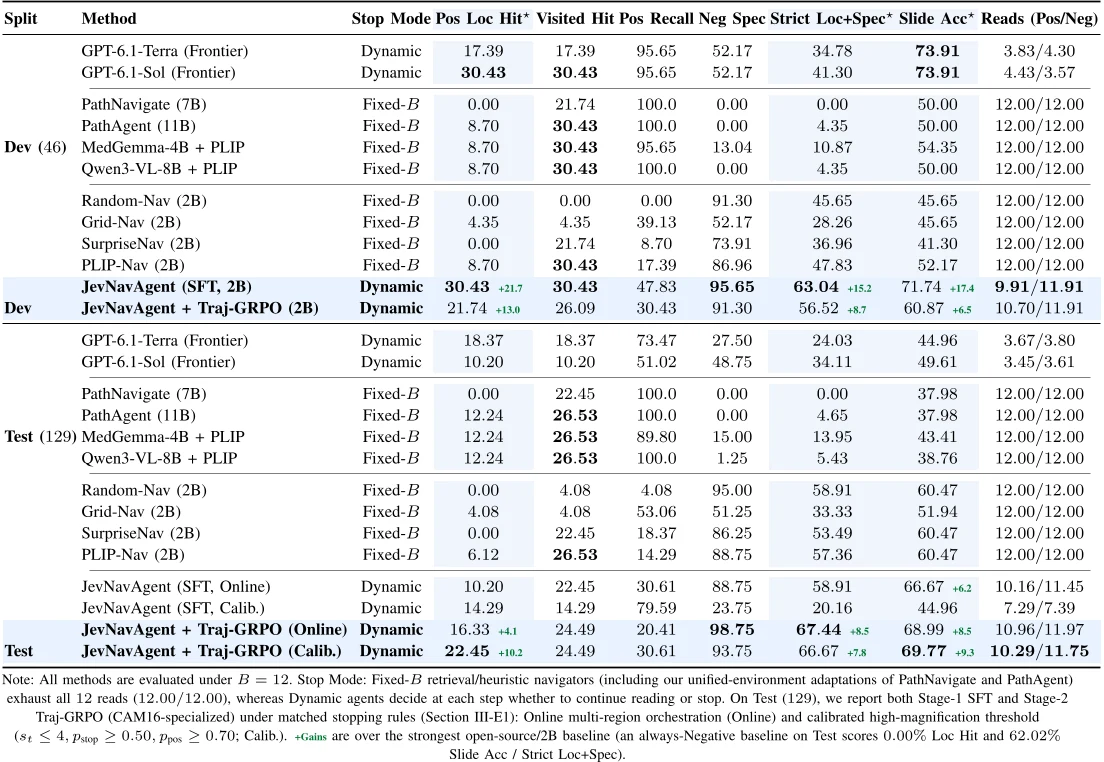 Split Method Stop Mode Pos Loc Hit* Visited Hit Pos Recall Neg Spec Strict Loc+Spec* Slide Acc* Reads (Pos/Neg)
GPT-6.1-Terra (Frontier) Dynamic 17.39 17.39 95.65 52.17 34.78 73.91 3.83/4.30
GPT-6.1-Sol (Frontier) Dynamic 30.43 30.43 95.65 52.17 41.30 73.91 4.43/3.57
PathNavigate (7B) Fixed-B 0.00 21.74 100.0 0.00 0.00 50.00 12.00/12.00
PathAgent (11B) Fixed-B 8.70 30.43 100.0 0.00 4.35 50.00 12.00/12.00
Dev (46) MedGemma-4B + PLIP Fixed-B 8.70 30.43 95.65 13.04 10.87 54.35 12.00/12.00
Qwen3-VL-8B + PLIP Fixed-B 8.70 30.43 100.0 0.00 4.35 50.00 12.00/12.00
Random-Nav (2B) Fixed-B 0.00 0.00 0.00 91.30 45.65 45.65 12.00/12.00
Grid-Nav (2B) Fixed-B 4.35 4.35 39.13 52.17 28.26 45.65 12.00/12.00
SurpriseNav (2B) Fixed-B 0.00 21.74 8.70 73.91 36.96 41.30 12.00/12.00
PLIP-Nav (2B) Fixed-B 8.70 30.43 17.39 86.96 47.83 52.17 12.00/12.00
JevNavAgent (SFT, 2B) Dynamic 30.43 +21.7 30.43 47.83 95.65 63.04 +15.2 71.74 +17.4 9.91/11.91
Dev JevNavAgent + Traj-GRPO (2B) Dynamic 21.74 +13.0 26.09 30.43 91.30 56.52 +8.7 60.87 +6.5 10.70/11.91
GPT-6.1-Terra (Frontier) Dynamic 18.37 18.37 73.47 27.50 24.03 44.96 3.67/3.80
GPT-6.1-Sol (Frontier) Dynamic 10.20 10.20 51.02 48.75 34.11 49.61 3.45/3.61
PathNavigate (7B) Fixed-B 0.00 22.45 100.0 0.00 0.00 37.98 12.00/12.00
PathAgent (11B) Fixed-B 12.24 26.53 100.0 0.00 4.65 37.98 12.00/12.00
Test (129) MedGemma-4B + PLIP Fixed-B 12.24 26.53 89.80 15.00 13.95 43.41 12.00/12.00
Qwen3-VL-8B + PLIP Fixed-B 12.24 26.53 100.0 1.25 5.43 38.76 12.00/12.00
Random-Nav (2B) Fixed-B 0.00 4.08 4.08 95.00 58.91 60.47 12.00/12.00
Grid-Nav (2B) Fixed-B 4.08 4.08 53.06 51.25 33.33 51.94 12.00/12.00
SurpriseNav (2B) Fixed-B 0.00 22.45 18.37 86.25 53.49 60.47 12.00/12.00
PLIP-Nav (2B) Fixed-B 6.12 26.53 14.29 88.75 57.36 60.47 12.00/12.00
JevNavAgent (SFT, Online) Dynamic 10.20 22.45 30.61 88.75 58.91 66.67 +6.2 10.16/11.45
JevNavAgent (SFT, Calib.) Dynamic 14.29 14.29 79.59 23.75 20.16 44.96 7.29/7.39
JevNavAgent + Traj-GRPO (Online) Dynamic 16.33 +4.1 24.49 20.41 98.75 67.44 +8.5 68.99 +8.5 10.96/11.97
Test JevNavAgent + Traj-GRPO (Calib.) Dynamic 22.45 +10.2 24.49 30.61 93.75 66.67 +7.8 69.77 +9.3 10.29/11.75
Note: All methods are evaluated under B = 12. Stop Mode: Fixed-B retrieval/heuristic navigators (including our unified-environment adaptations of PathNavigate and PathAgent)
exhaust all 12 reads (12.00/12.00), whereas Dynamic agents decide at each step whether to continue reading or stop. On Test (129), we report both Stage-1 SFT and Stage-2
Traj-GRPO (CAM16-specialized) under matched stopping rules (Section III-E1): Online multi-region orchestration (Online) and calibrated high-magnification threshold
(s_t ≤ 4, p_stop ≥ 0.50, p_pos ≥ 0.70; Calib.). +Gains are over the strongest open-source/2B baseline (an always-Negative baseline on Test scores 0.00% Loc Hit and 62.02%
Slide Acc / Strict Loc+Spec).